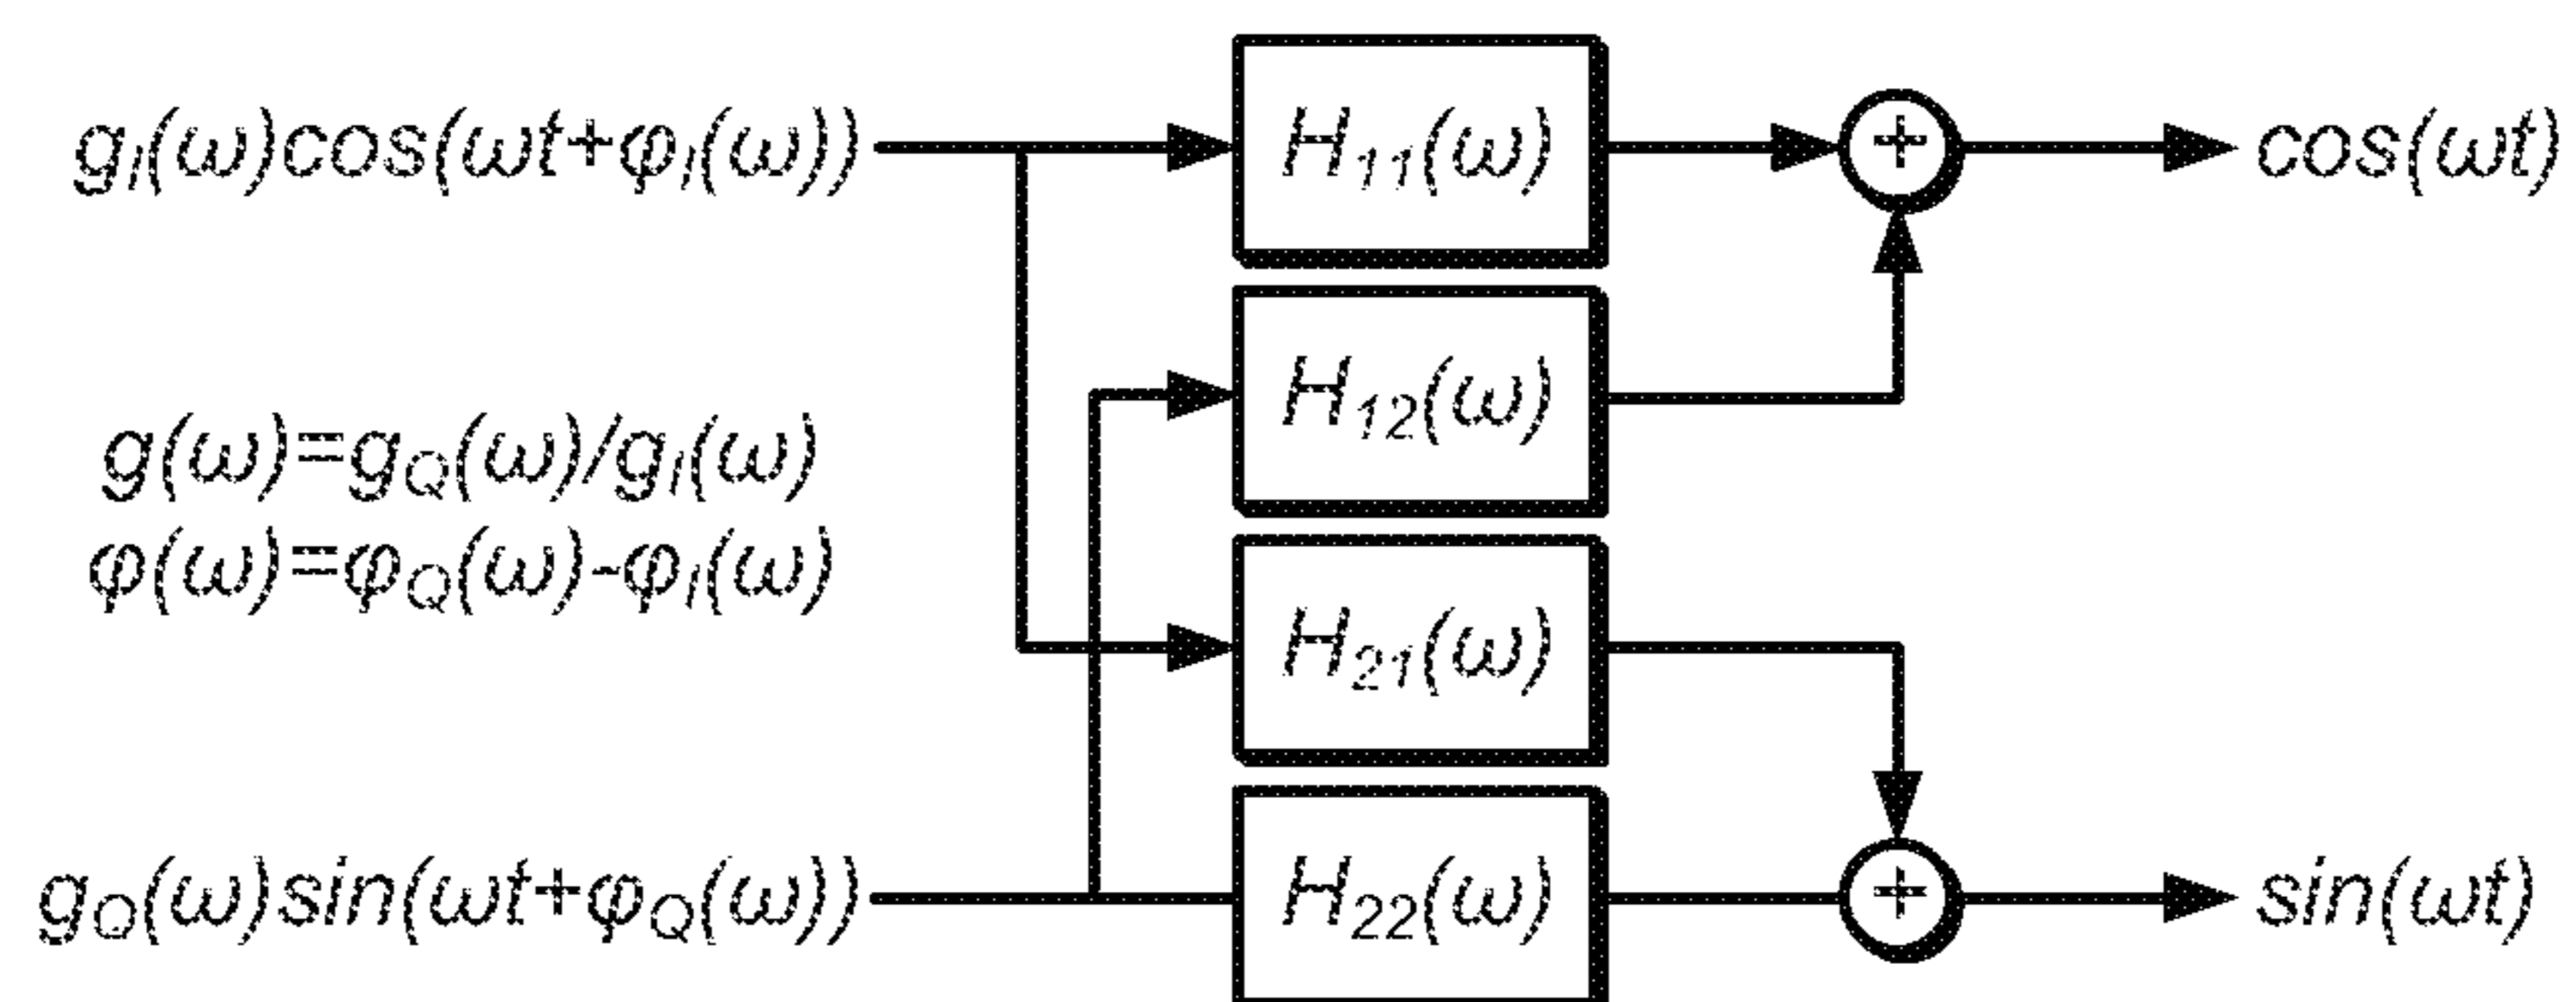 g_I(ω)cos(ωt+φ_I(ω))
H_11(ω)
+
cos(ωt)
H_12(ω)
g(ω)=g_Q(ω)/g_I(ω)
φ(ω)=φ_Q(ω)-φ_I(ω)
H_21(ω)
g_Q(ω)sin(ωt+φ_Q(ω))
H_22(ω)
+
sin(ωt)